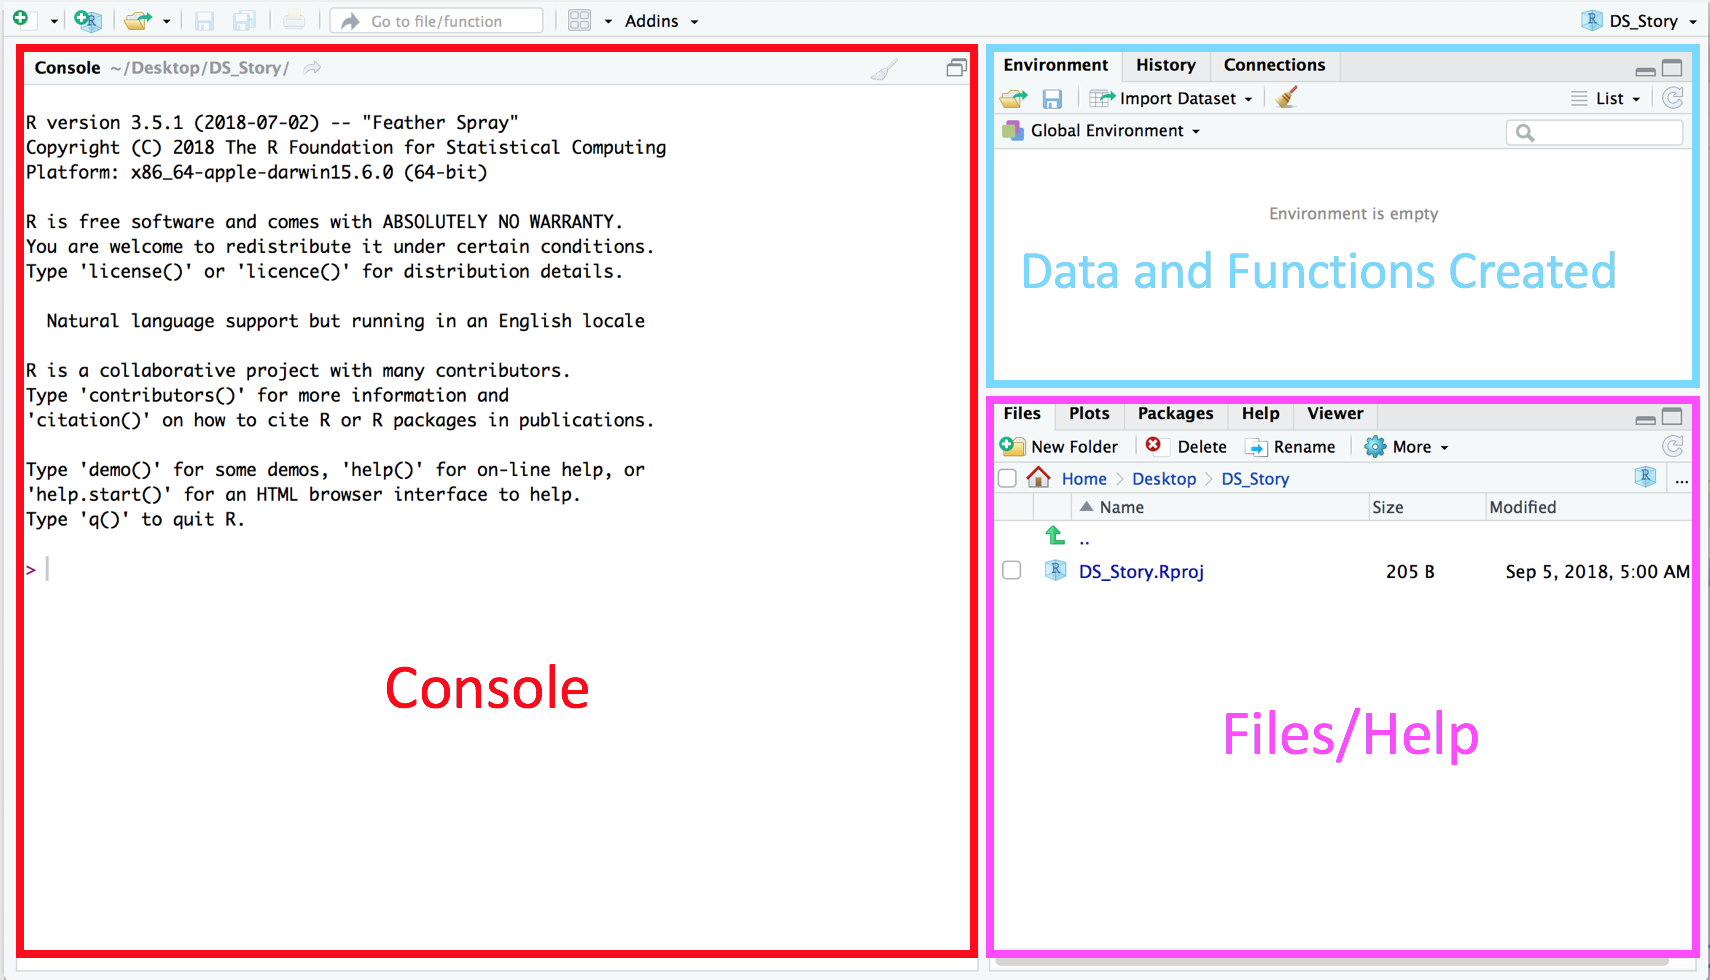 Go to file/function
Addins
DS_Story
Console ~/Desktop/DS_Story/
R version 3.5.1 (2018-07-02) -- "Feather Spray"
Copyright (C) 2018 The R Foundation for Statistical Computing
Platform: x86_64-apple-darwin15.6.0 (64-bit)
R is free software and comes with ABSOLUTELY NO WARRANTY.
You are welcome to redistribute it under certain conditions.
Type 'license()' or 'licence()' for distribution details.
Natural language support but running in an English locale
R is a collaborative project with many contributors.
Type 'contributors()' for more information and
'citation()' on how to cite R or R packages in publications.
Type 'demo()' for some demos, 'help()' for on-line help, or
'help.start()' for an HTML browser interface to help.
Type 'q()' to quit R.
>
Console
Environment History Connections
Import Dataset List
Global Environment
Environment is empty
Data and Functions Created
Files Plots Packages Help Viewer
New Folder Delete Rename More
Home Desktop DS_Story R ...
Name Size Modified
..
R DS_Story.Rproj 205 B Sep 5, 2018, 5:00 AM
Files/Help